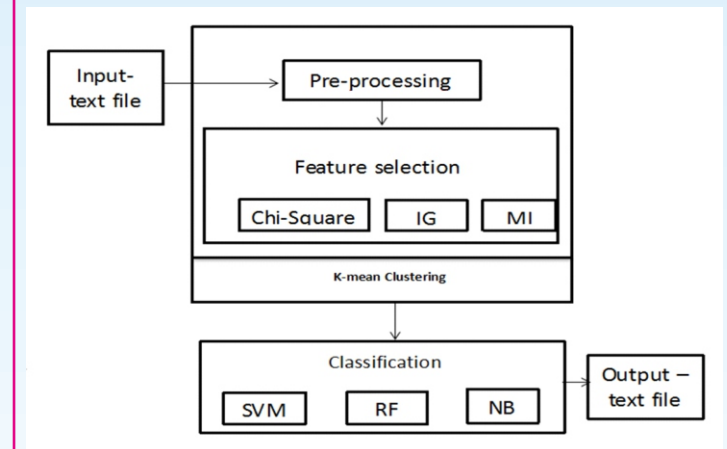 Input-
text file
Pre-processing
Feature selection
Chi-Square
IG
MI
K-mean Clustering
Classification
SVM
RF
NB
Output –
text file